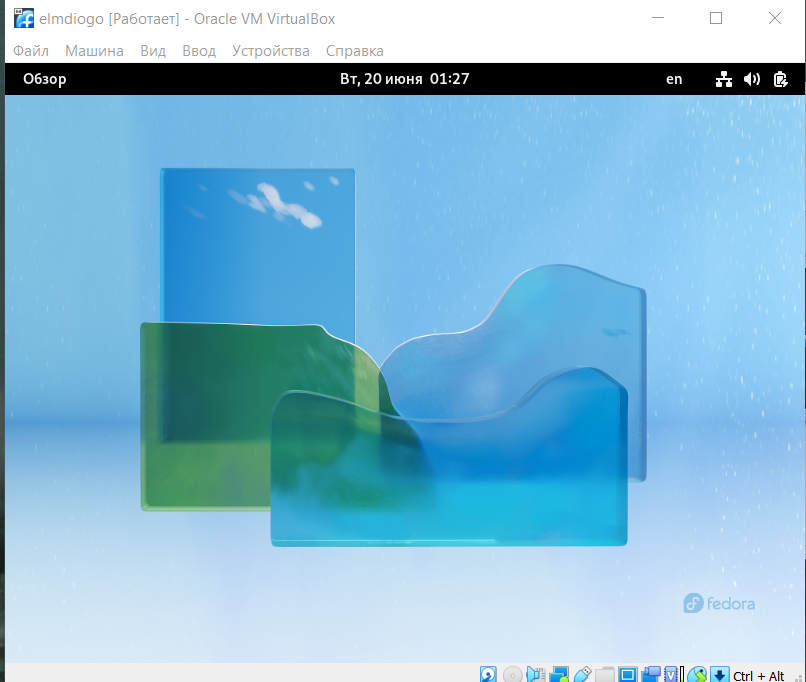 elmdiogo [Работает] - Oracle VM VirtualBox
Файл Машина Вид Ввод Устройства Справка
Обзор Вт, 20 июня 01:27 en
fedora
Ctrl + Alt